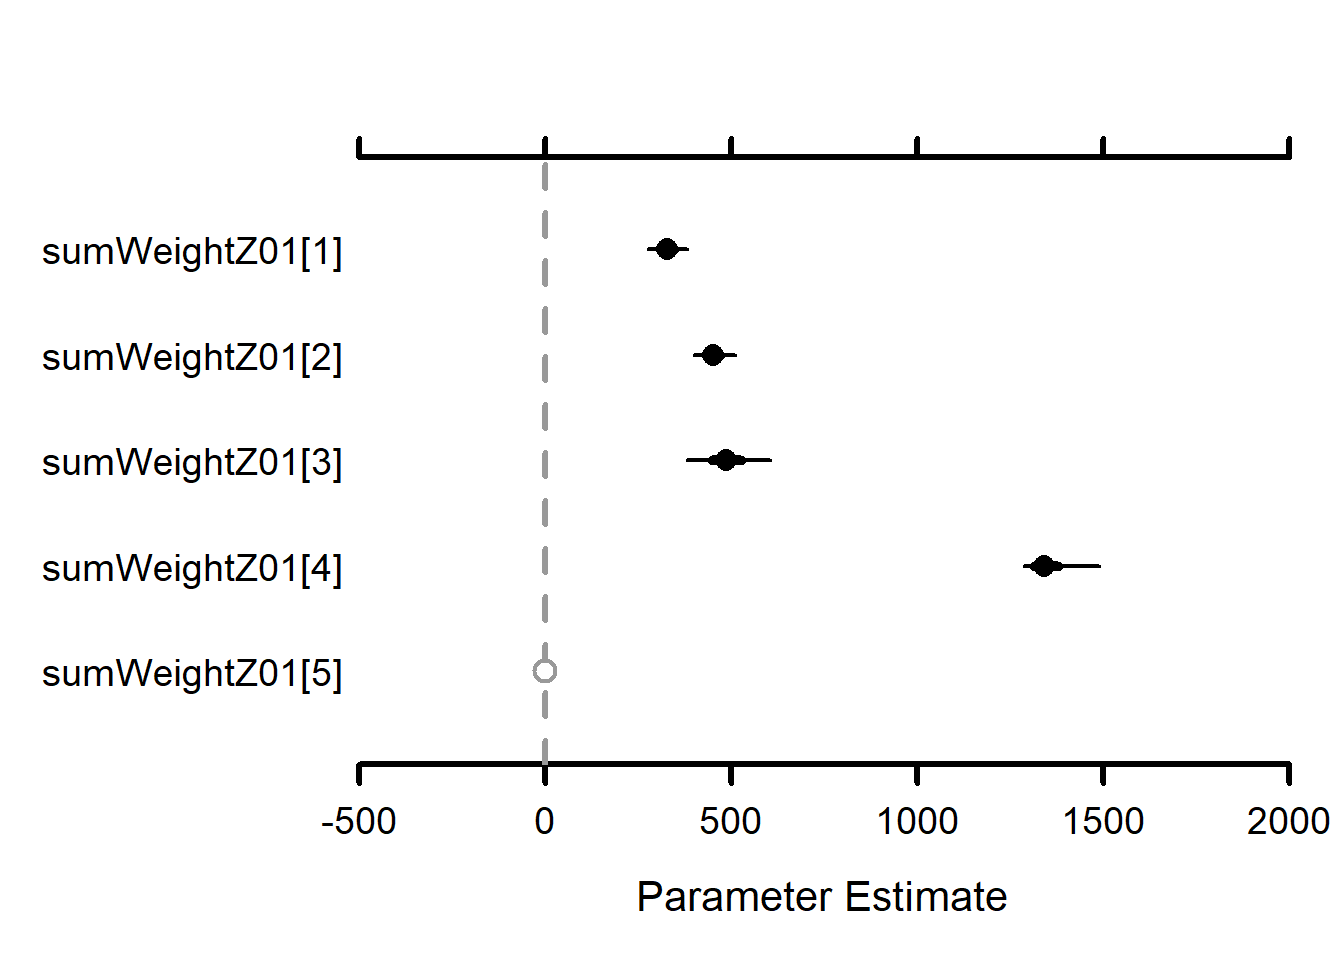 sumWeightZ01[1]
sumWeightZ01[2]
sumWeightZ01[3]
sumWeightZ01[4]
sumWeightZ01[5]
-500 0 500 1000 1500 2000
Parameter Estimate